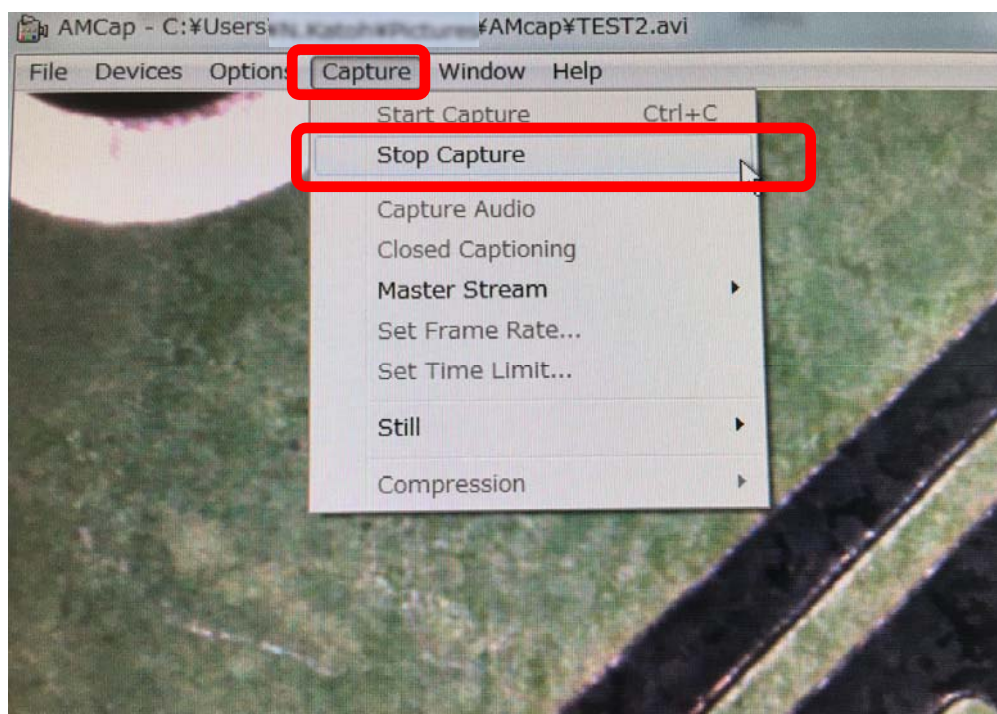 AMCap - C:¥Users ¥AMcap¥TEST2.avi
File Devices Option Capture Window Help
Start Capture Ctrl+C
Stop Capture
Capture Audio
Closed Captioning
Master Stream
Set Frame Rate...
Set Time Limit...
Still
Compression